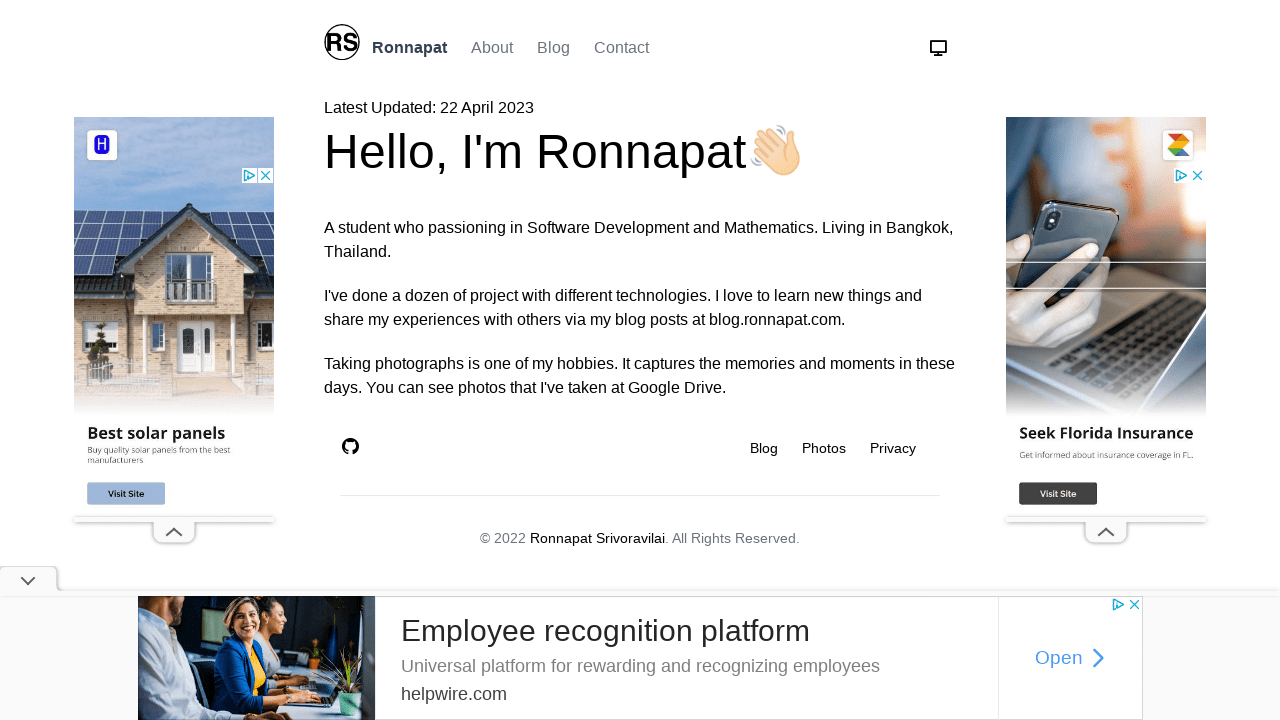 RS Ronnapat About Blog Contact
Latest Updated: 22 April 2023
Hello, I'm Ronnapat👋🏻
A student who passioning in Software Development and Mathematics. Living in Bangkok,
Thailand.
I've done a dozen of project with different technologies. I love to learn new things and
share my experiences with others via my blog posts at blog.ronnapat.com.
Taking photographs is one of my hobbies. It captures the memories and moments in these
days. You can see photos that I've taken at Google Drive.
Blog Photos Privacy
© 2022 Ronnapat Srivoravilai. All Rights Reserved.
H
Best solar panels
Buy quality solar panels from the best
manufacturers
Visit Site
Seek Florida Insurance
Get informed about insurance coverage in Fl..
Visit Site
Employee recognition platform
Universal platform for rewarding and recognizing employees
helpwire.com
Open